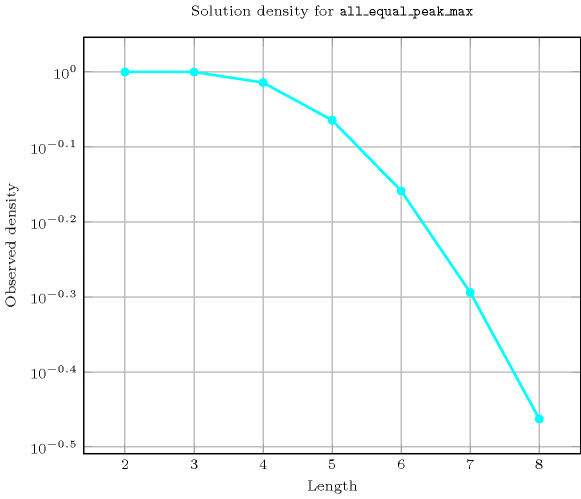 Solution density for all_equal_peak_max
Observed density
10^0
10^−0.1
10^−0.2
10^−0.3
10^−0.4
10^−0.5
2 3 4 5 6 7 8
Length